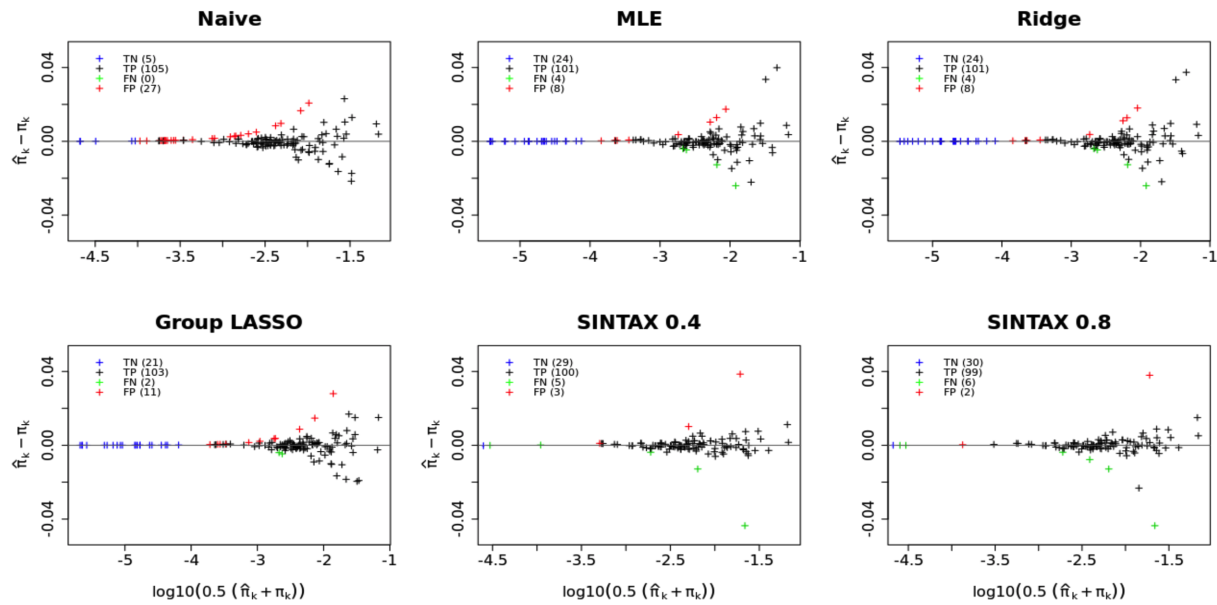 Naive
MLE
Ridge
TN (5)
TP (105)
FN (0)
FP (27)
TN (24)
TP (101)
FN (4)
FP (8)
TN (24)
TP (101)
FN (4)
FP (8)
π̂k − πk
-0.04 0.00 0.04
-4.5 -3.5 -2.5 -1.5
π̂k − πk
-0.04 0.00 0.04
-5 -4 -3 -2 -1
π̂k − πk
-0.04 0.00 0.04
-5 -4 -3 -2 -1
Group LASSO
SINTAX 0.4
SINTAX 0.8
TN (21)
TP (103)
FN (2)
FP (11)
TN (29)
TP (100)
FN (5)
FP (3)
TN (30)
TP (99)
FN (6)
FP (2)
π̂k − πk
-0.04 0.00 0.04
-5 -4 -3 -2 -1
π̂k − πk
-0.04 0.00 0.04
-4.5 -3.5 -2.5 -1.5
π̂k − πk
-0.04 0.00 0.04
-4.5 -3.5 -2.5 -1.5
log10(0.5 (π̂k + πk))
log10(0.5 (π̂k + πk))
log10(0.5 (π̂k + πk))